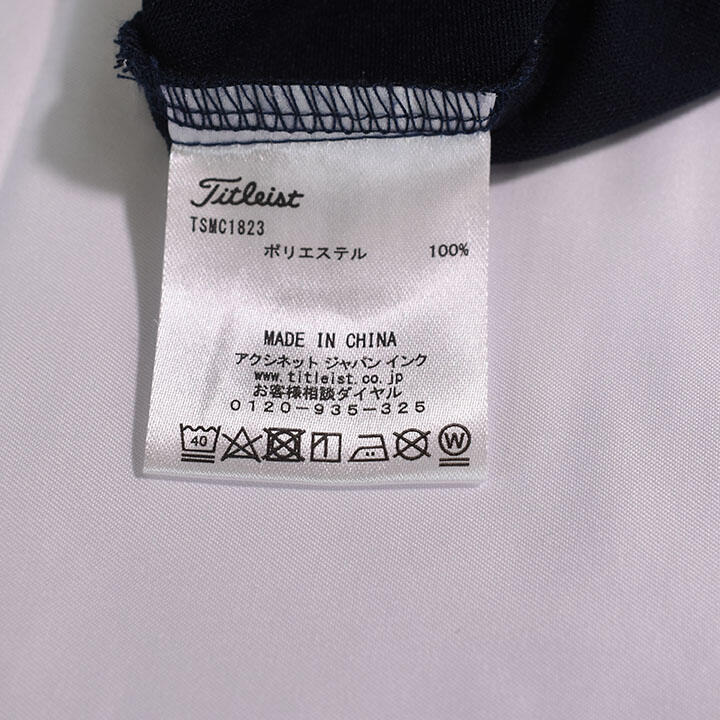 Titleist
TSMC1823
ポリエステル 100%
MADE IN CHINA
アクシネット ジャパン インク
www.titleist.co.jp
お客様相談ダイヤル
0120-935-325
40 W